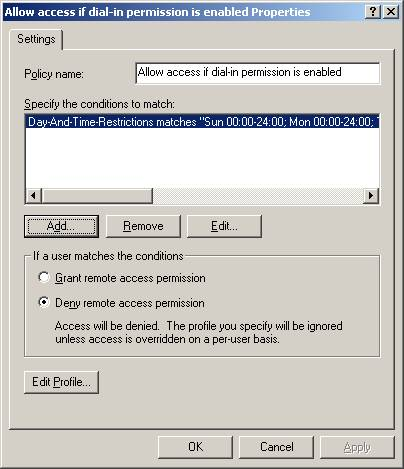 Allow access if dial-in permission is enabled Properties
Settings
Policy name: Allow access if dial-in permission is enabled
Specify the conditions to match:
Day-And-Time-Restrictions matches "Sun 00:00-24:00; Mon 00:00-24:00;
Add... Remove Edit...
If a user matches the conditions
Grant remote access permission
Deny remote access permission
Access will be denied. The profile you specify will be ignored
unless access is overridden on a per-user basis.
Edit Profile...
OK Cancel Apply